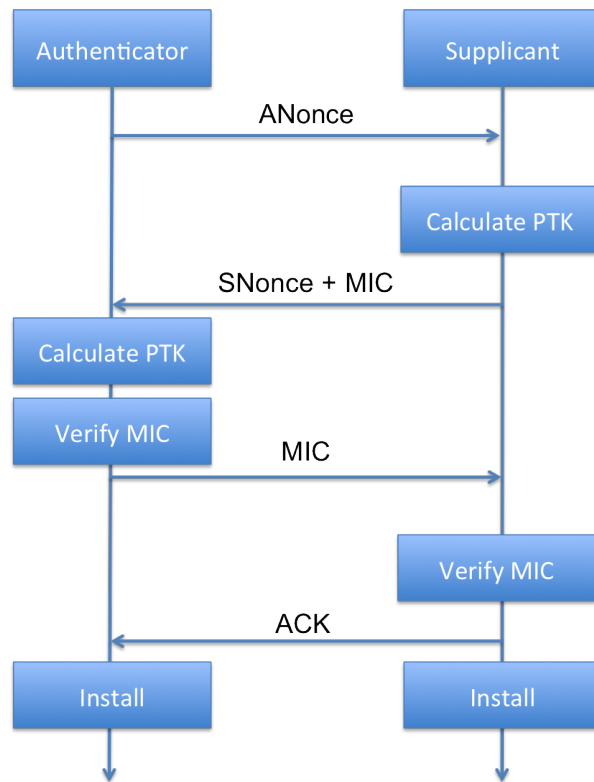 Authenticator
Supplicant
ANonce
Calculate PTK
SNonce + MIC
Calculate PTK
Verify MIC
MIC
Verify MIC
ACK
Install
Install